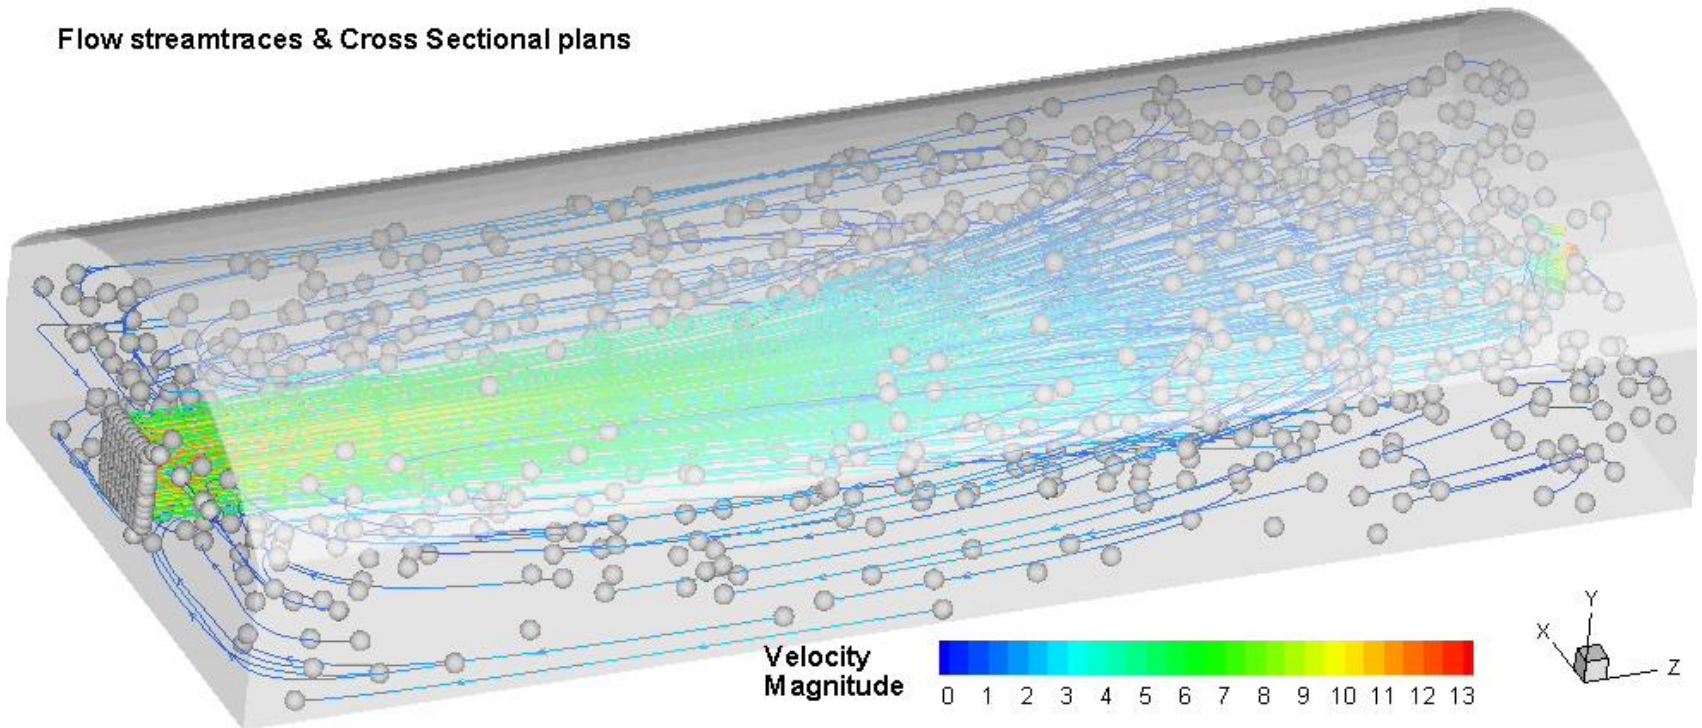 Flow streamtraces & Cross Sectional plans
Velocity
Magnitude
0 1 2 3 4 5 6 7 8 9 10 11 12 13
Y
X
Z